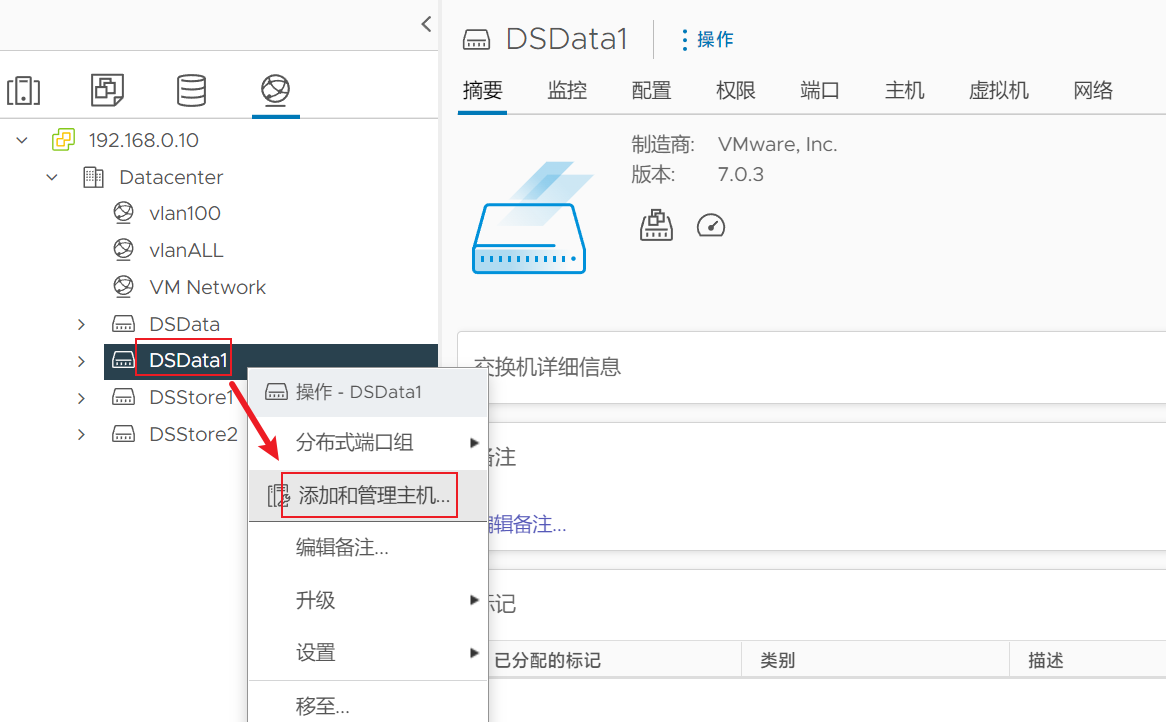 DSData1
操作
摘要 监控 配置 权限 端口 主机 虚拟机 网络
192.168.0.10
Datacenter
vlan100
vlanALL
VM Network
DSData
DSData1
DSStore1
DSStore2
操作 - DSData1
分布式端口组
添加和管理主机...
编辑备注...
升级
设置
移至...
制造商: VMware, Inc.
版本: 7.0.3
交换机详细信息
备注
编辑备注...
标记
已分配的标记 类别 描述